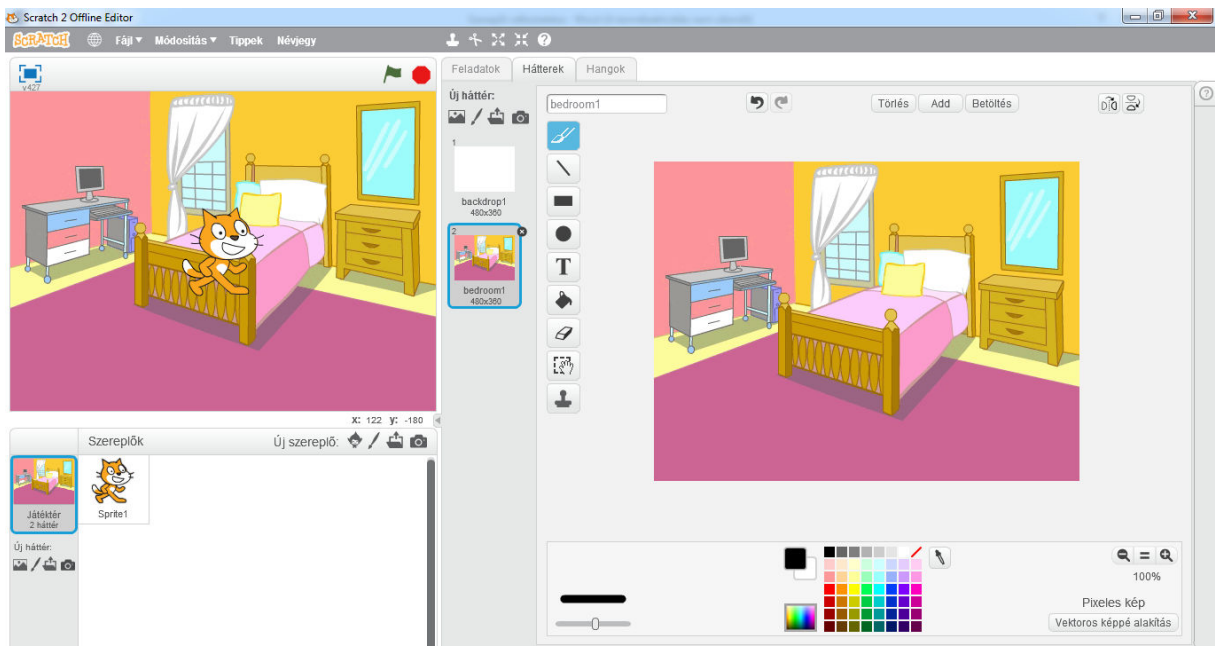 Scratch 2 Offline Editor
SCRATCH Fájl Módosítás Tippek Névjegy
v427
Feladatok Hátterek Hangok
Új háttér:
1
backdrop1
480x360
2
bedroom1
480x360
bedroom1
Törlés Add Betöltés
T
x: 122 y: -180
Szereplők Új szereplő:
Játéktér
2 háttér
Sprite1
Új háttér:
100%
Pixeles kép
Vektoros képpé alakítás